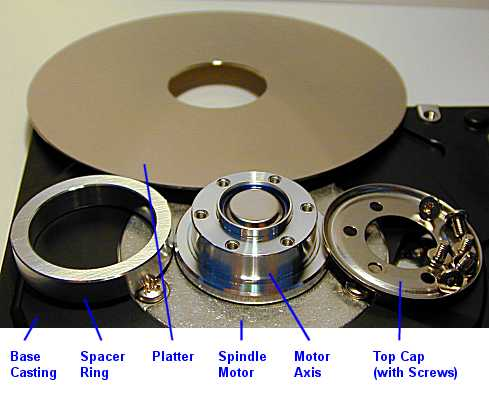 Base Spacer Platter Spindle Motor Top Cap
Casting Ring Motor Axis (with Screws)